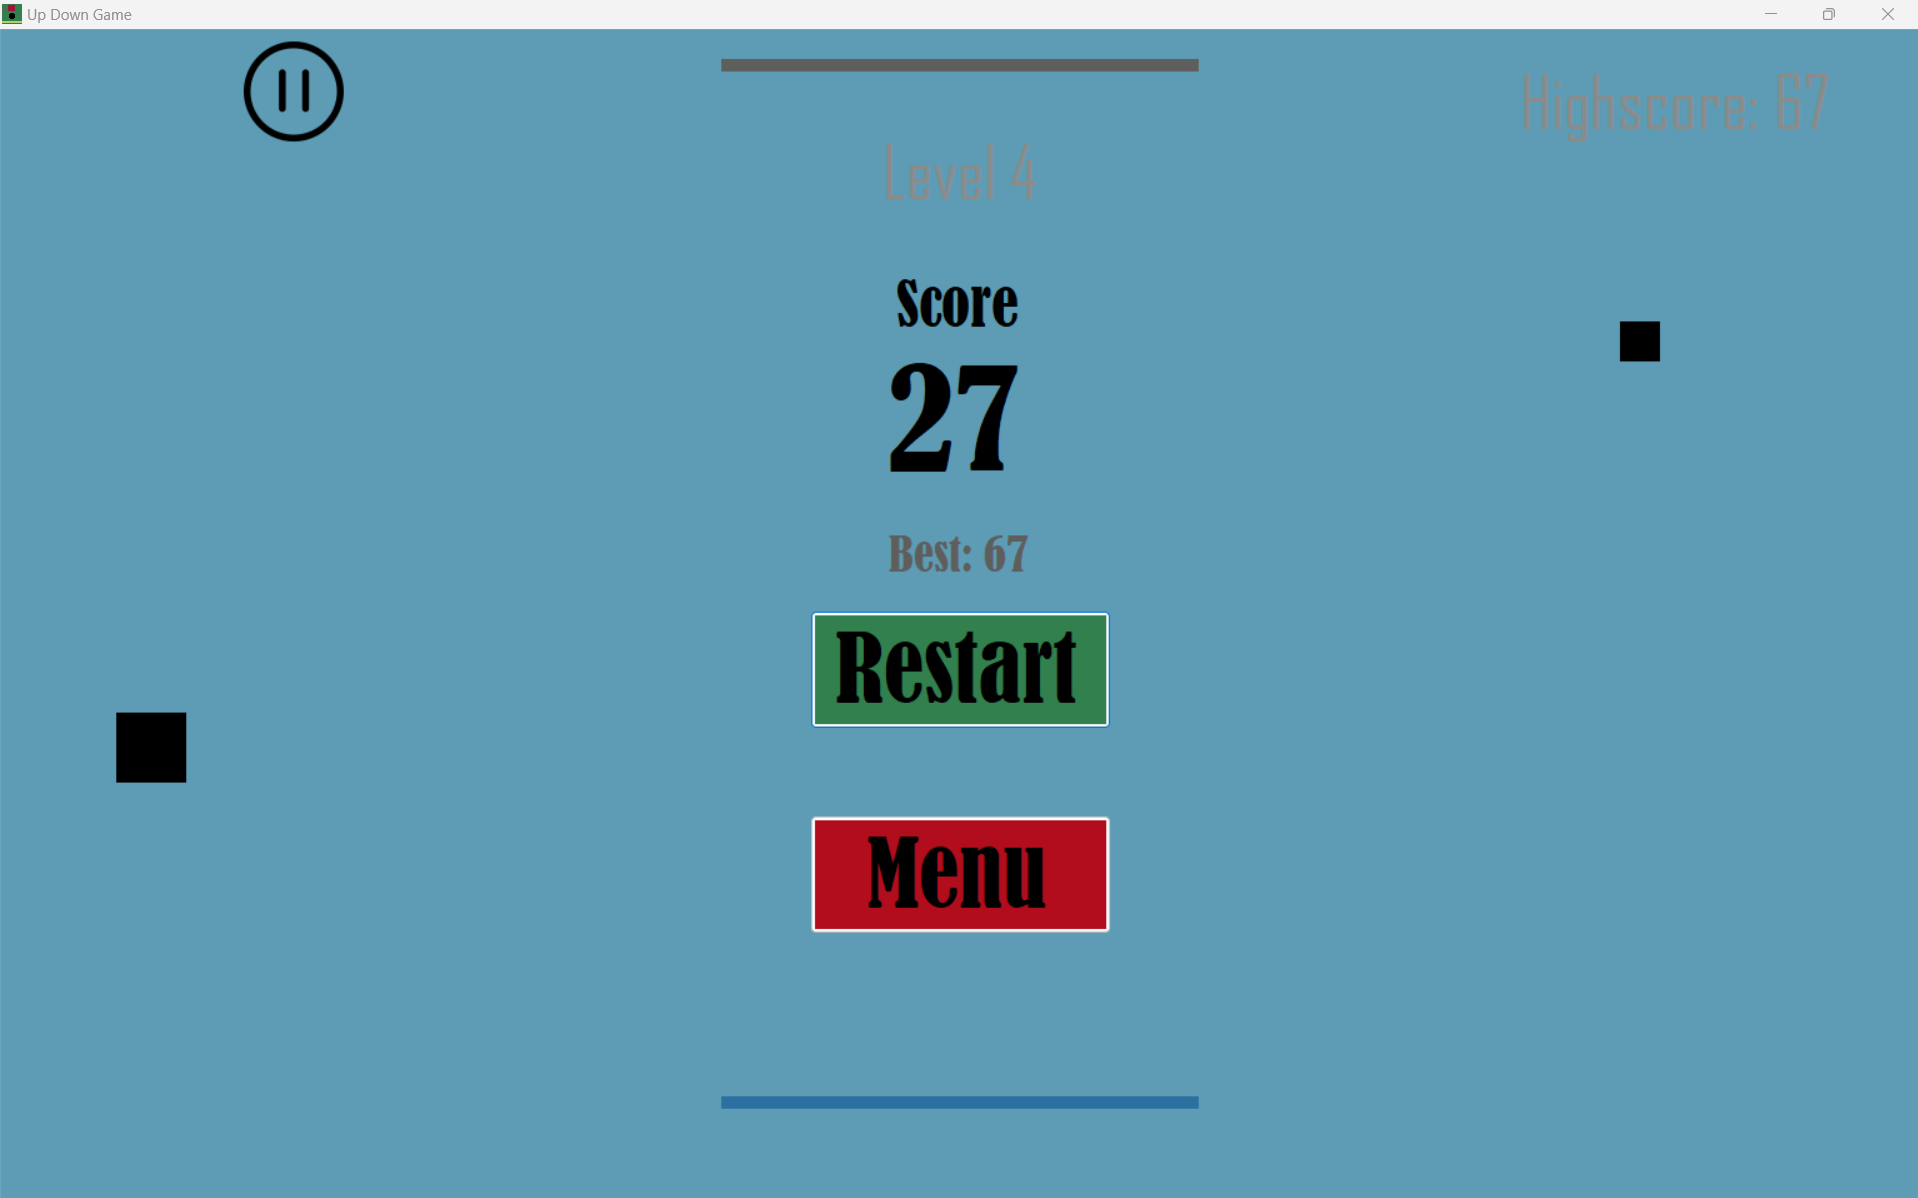 Up Down Game
Highscore: 67
Level 4
Score
27
Best: 67
Restart
Menu